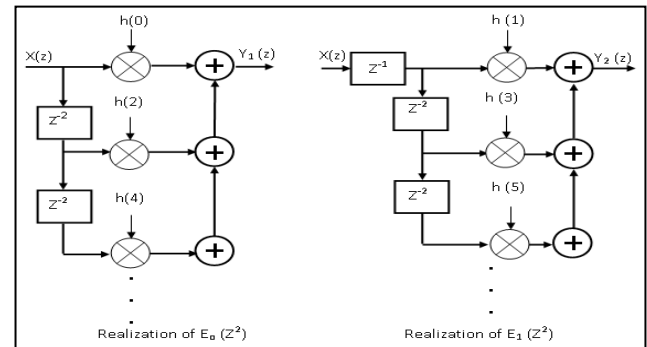 h(0)
X(z)
Y₁ (z)
h(2)
Z⁻²
h(4)
Z⁻²
Realization of E₀ (Z²)
h (1)
X(z)
Z⁻¹
Y₂ (z)
h (3)
Z⁻²
h (5)
Z⁻²
Realization of E₁ (Z²)